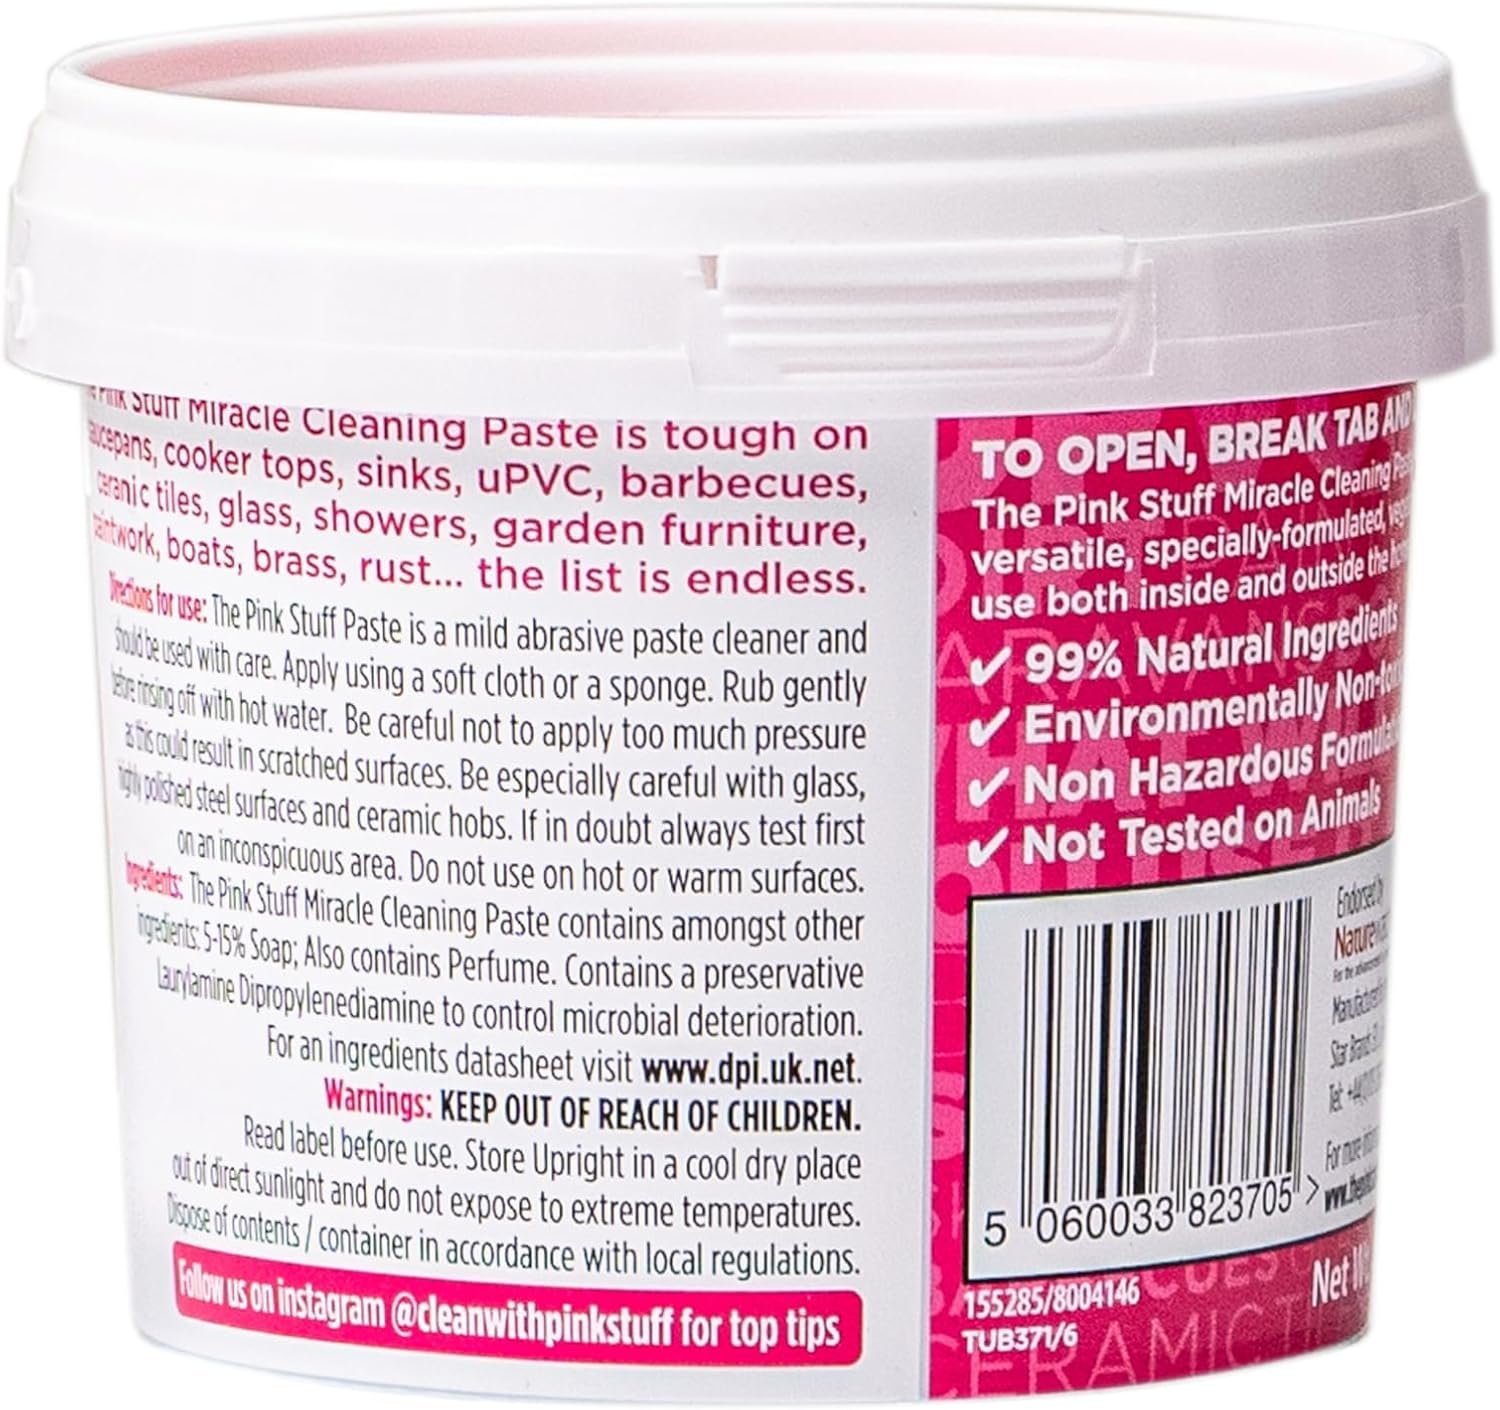 Pink Stuff Miracle Cleaning Paste is tough on
saucepans, cooker tops, sinks, uPVC, barbecues,
ceramic tiles, glass, showers, garden furniture,
paintwork, boats, brass, rust... the list is endless.
Directions for use: The Pink Stuff Paste is a mild abrasive paste cleaner and
should be used with care. Apply using a soft cloth or a sponge. Rub gently
before rinsing off with hot water. Be careful not to apply too much pressure
as this could result in scratched surfaces. Be especially careful with glass,
highly polished steel surfaces and ceramic hobs. If in doubt always test first
on an inconspicuous area. Do not use on hot or warm surfaces.
Ingredients: The Pink Stuff Miracle Cleaning Paste contains amongst other
ingredients: 5-15% Soap; Also contains Perfume. Contains a preservative
Laurylamine Dipropylenediamine to control microbial deterioration.
For an ingredients datasheet visit www.dpi.uk.net.
Warnings: KEEP OUT OF REACH OF CHILDREN.
Read label before use. Store Upright in a cool dry place
out of direct sunlight and do not expose to extreme temperatures.
Dispose of contents / container in accordance with local regulations.
Follow us on instagram @cleanwithpinkstuff for top tips
TO OPEN, BREAK TAB AND
The Pink Stuff Miracle Cleaning
versatile, specially-formulated,
use both inside and outside the
✓ 99% Natural Ingredients
✓ Environmentally
✓ Non Hazardous
✓ Not Tested on Animals
Endorsed by
5 060033 823705 >
155285/8004146
TUB371/6
Net